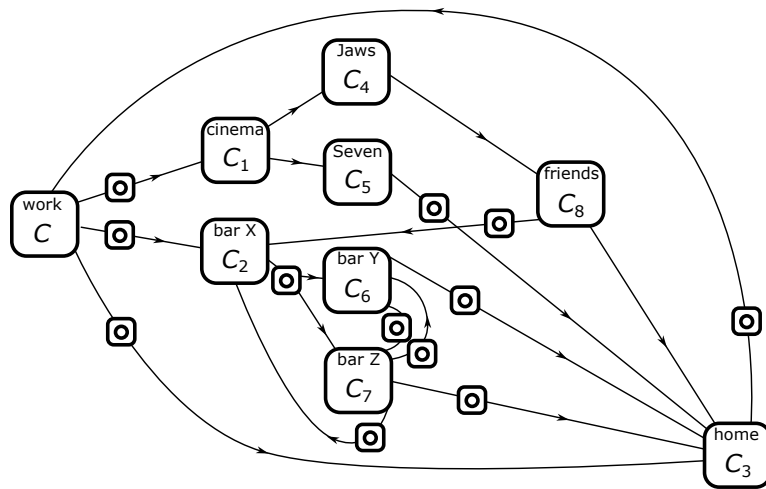 Jaws
C4
cinema
C1
Seven
C5
friends
C8
work
C
bar X
C2
bar Y
C6
bar Z
C7
home
C3